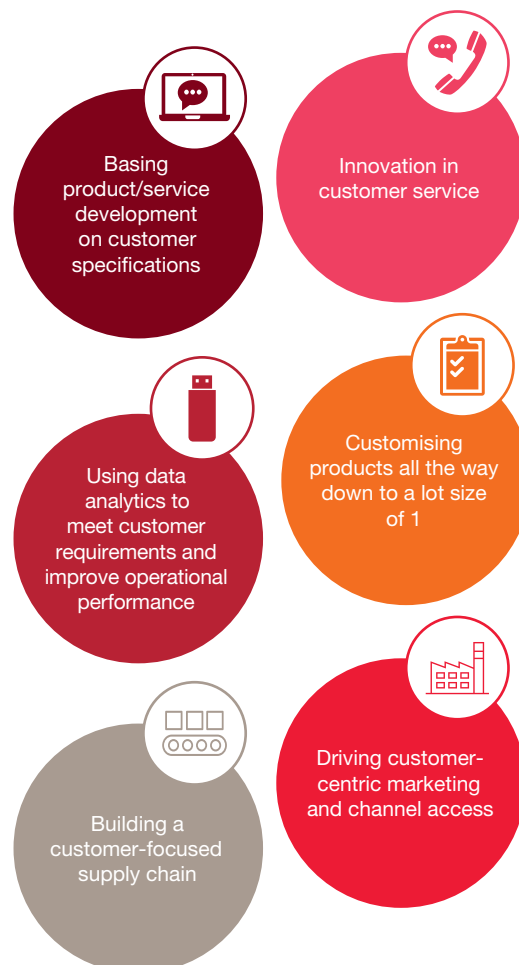 Basing
product/service
development
on customer
specifications
Innovation in
customer service
Using data
analytics to
meet customer
requirements and
improve operational
performance
Customising
products all the way
down to a lot size
of 1
Building a
customer-focused
supply chain
Driving customer-
centric marketing
and channel access